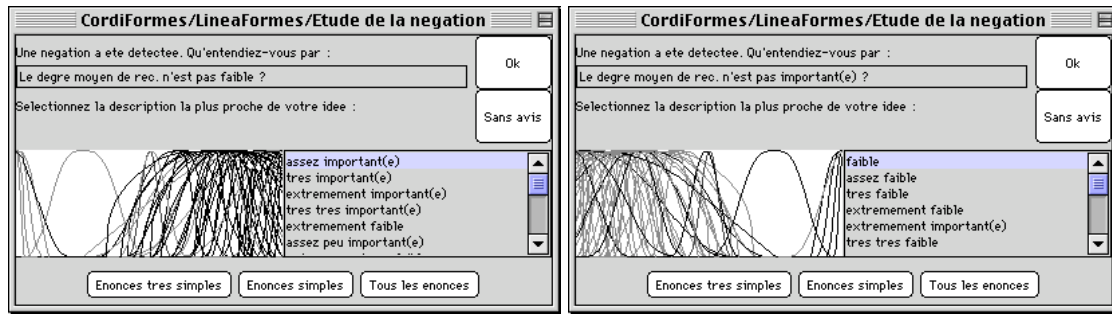 CordiFormes/LineaFormes/Etude de la negation
Une negation a ete detectee. Qu'entendiez-vous par :
Le degre moyen de rec. n'est pas faible ?
Selectionnez la description la plus proche de votre idee :
Ok
Sans avis
assez important(e)
tres important(e)
extremement important(e)
tres tres important(e)
extremement faible
assez peu important(e)
Enonces tres simples
Enonces simples
Tous les enonces
CordiFormes/LineaFormes/Etude de la negation
Une negation a ete detectee. Qu'entendiez-vous par :
Le degre moyen de rec. n'est pas important(e) ?
Selectionnez la description la plus proche de votre idee :
Ok
Sans avis
faible
assez faible
tres faible
extremement faible
extremement important(e)
tres tres faible
Enonces tres simples
Enonces simples
Tous les enonces